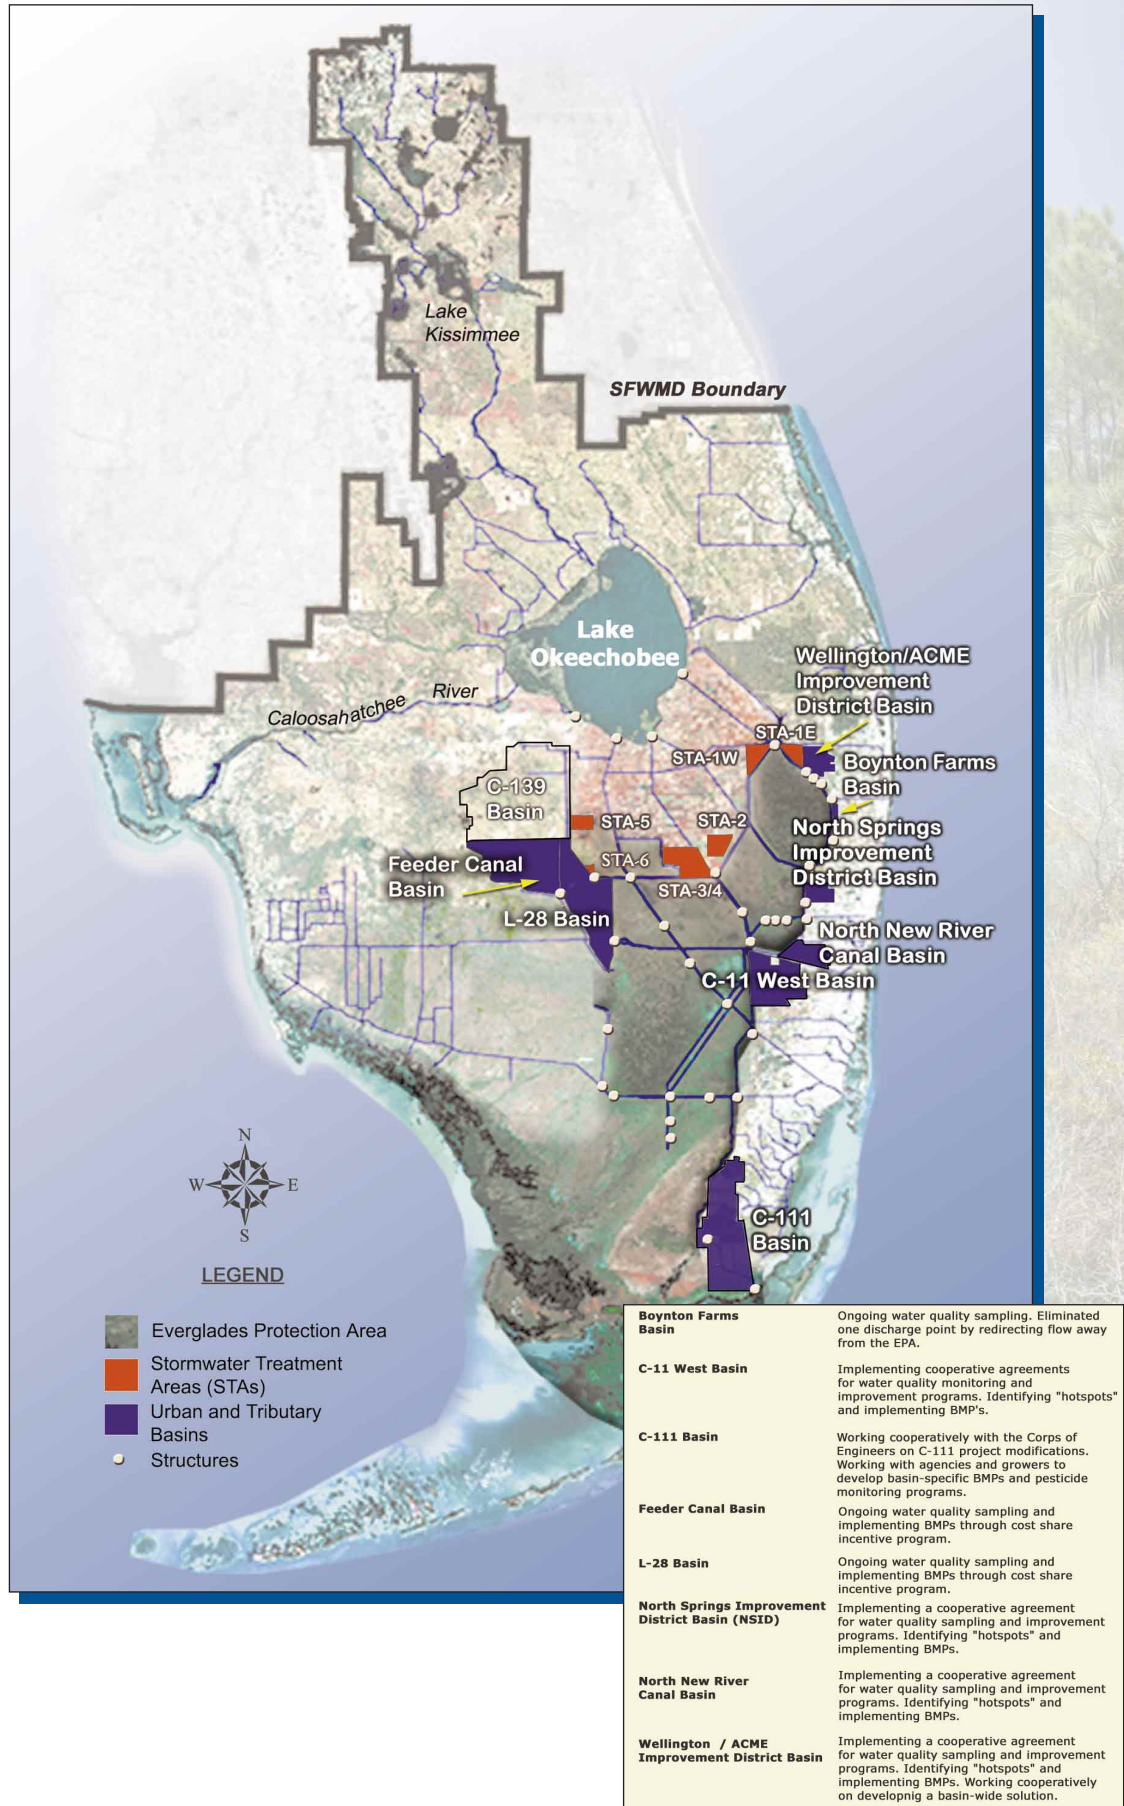 Lake
Kissimmee
SFWMD Boundary
Lake
Okeechobee
Wellington/ACME
Improvement
District Basin
Caloosahatchee River
STA-1E
STA-1W
Boynton Farms
Basin
C-139
Basin
STA-5
STA-2
North Springs
Improvement
District Basin
Feeder Canal
Basin
STA-6
STA-3/4
L-28 Basin
North New River
Canal Basin
C-11 West Basin
C-111
Basin
N
W E
S
LEGEND
Everglades Protection Area
Stormwater Treatment
Areas (STAs)
Urban and Tributary
Basins
Structures
Boynton Farms
Basin
Ongoing water quality sampling. Eliminated
one discharge point by redirecting flow away
from the EPA.
C-11 West Basin
Implementing cooperative agreements
for water quality monitoring and
improvement programs. Identifying "hotspots"
and implementing BMP's.
C-111 Basin
Working cooperatively with the Corps of
Engineers on C-111 project modifications.
Working with agencies and growers to
develop basin-specific BMPs and pesticide
monitoring programs.
Feeder Canal Basin
Ongoing water quality sampling and
implementing BMPs through cost share
incentive program.
L-28 Basin
Ongoing water quality sampling and
implementing BMPs through cost share
incentive program.
North Springs Improvement
District Basin (NSID)
Implementing a cooperative agreement
for water quality sampling and improvement
programs. Identifying "hotspots" and
implementing BMPs.
North New River
Canal Basin
Implementing a cooperative agreement
for water quality sampling and improvement
programs. Identifying "hotspots" and
implementing BMPs.
Wellington / ACME
Improvement District Basin
Implementing a cooperative agreement
for water quality sampling and improvement
programs. Identifying "hotspots" and
implementing BMPs. Working cooperatively
on developnig a basin-wide solution.